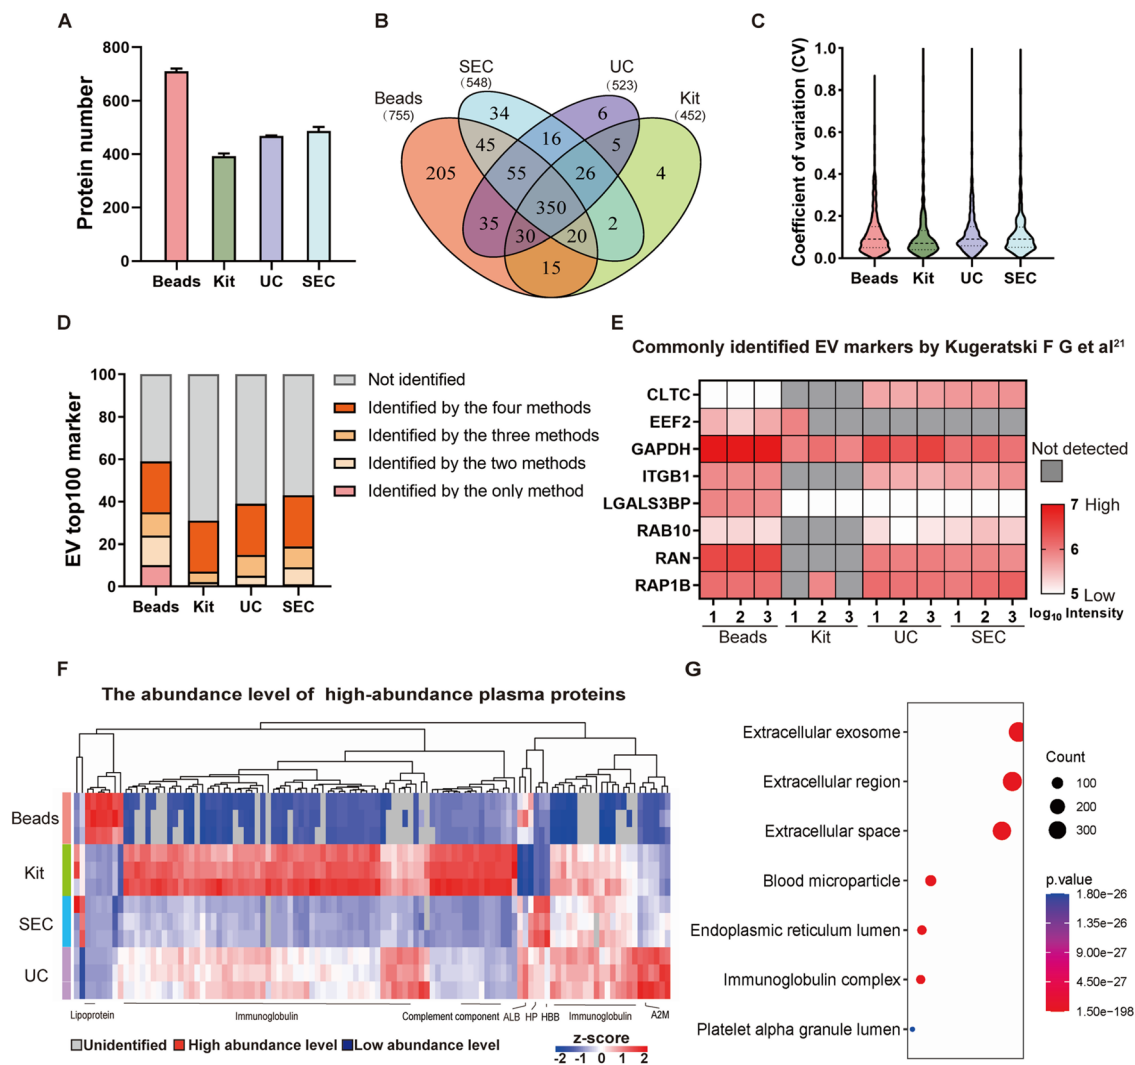 A
Protein number
800
600
400
200
0
Beads Kit UC SEC
B
SEC
(548)
UC
(523)
Beads
(755)
Kit
(452)
34
6
45
16
5
205
55
26
4
350
35
2
30
20
15
C
Coefficient of variation (CV)
1.0
0.8
0.6
0.4
0.2
0.0
Beads Kit UC SEC
D
EV top100 marker
100
80
60
40
20
0
Beads Kit UC SEC
Not identified
Identified by the four methods
Identified by the three methods
Identified by the two methods
Identified by the only method
E
Commonly identified EV markers by Kugeratski F G et al21
CLTC
EEF2
GAPDH
ITGB1
LGALS3BP
RAB10
RAN
RAP1B
1 2 3 1 2 3 1 2 3 1 2 3
Beads Kit UC SEC
Not detected
7 High
6
5 Low
log10 Intensity
F
The abundance level of high-abundance plasma proteins
Beads
Kit
SEC
UC
Lipoprotein Immunoglobulin Complement component ALB HP HBB Immunoglobulin A2M
Unidentified High abundance level Low abundance level
z-score
-2 -1 0 1 2
G
Extracellular exosome
Extracellular region
Extracellular space
Blood microparticle
Endoplasmic reticulum lumen
Immunoglobulin complex
Platelet alpha granule lumen
Count
100
200
300
p.value
1.80e-26
1.35e-26
9.00e-27
4.50e-27
1.50e-198